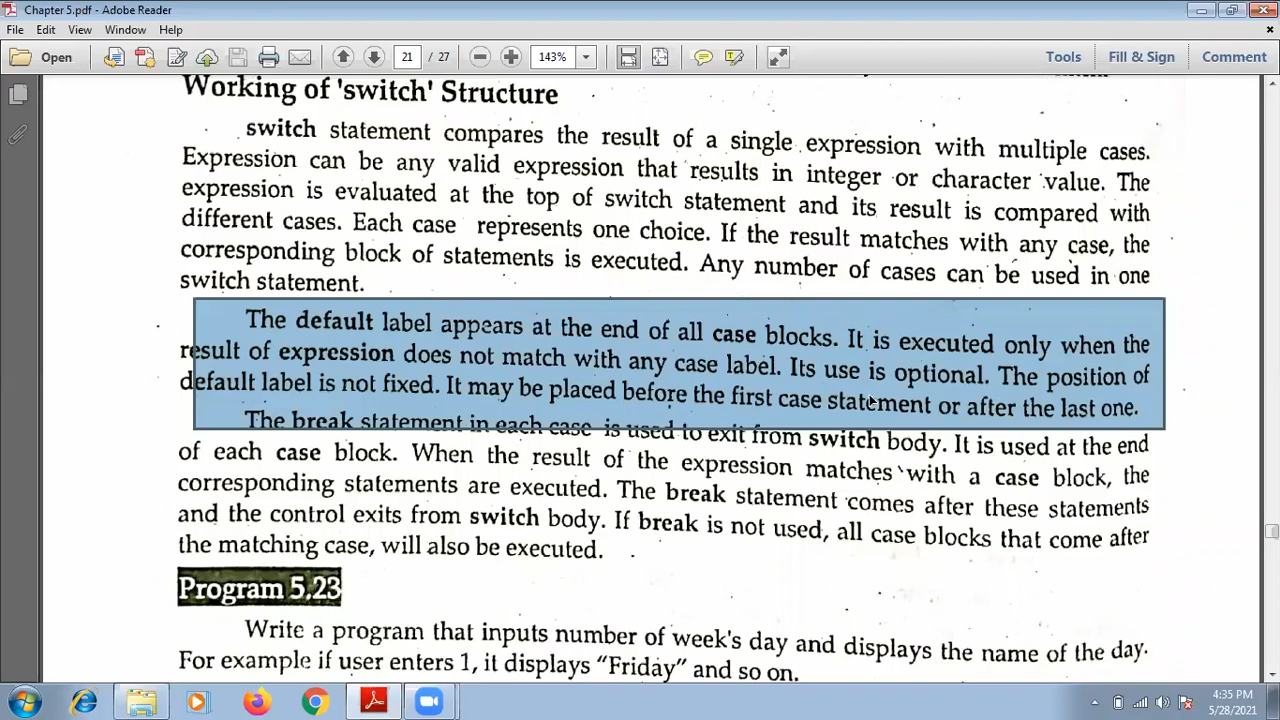 Chapter 5.pdf - Adobe Reader
File Edit View Window Help
Open 21 / 27 143% Tools Fill & Sign Comment
Working of 'switch' Structure
switch statement compares the result of a single expression with multiple cases.
Expression can be any valid expression that results in integer or character value. The
expression is evaluated at the top of switch statement and its result is compared with
different cases. Each case represents one choice. If the result matches with any case, the
corresponding block of statements is executed. Any number of cases can be used in one
switch statement.
The default label appears at the end of all case blocks. It is executed only when the
result of expression does not match with any case label. Its use is optional. The position of
default label is not fixed. It may be placed before the first case statement or after the last one.
The break statement in each case is used to exit from switch body. It is used at the end
of each case block. When the result of the expression matches with a case block, the
corresponding statements are executed. The break statement comes after these statements
and the control exits from switch body. If break is not used, all case blocks that come after
the matching case, will also be executed.
Program 5.23
Write a program that inputs number of week's day and displays the name of the day.
For example if user enters 1, it displays "Friday" and so on.
4:35 PM
5/28/2021